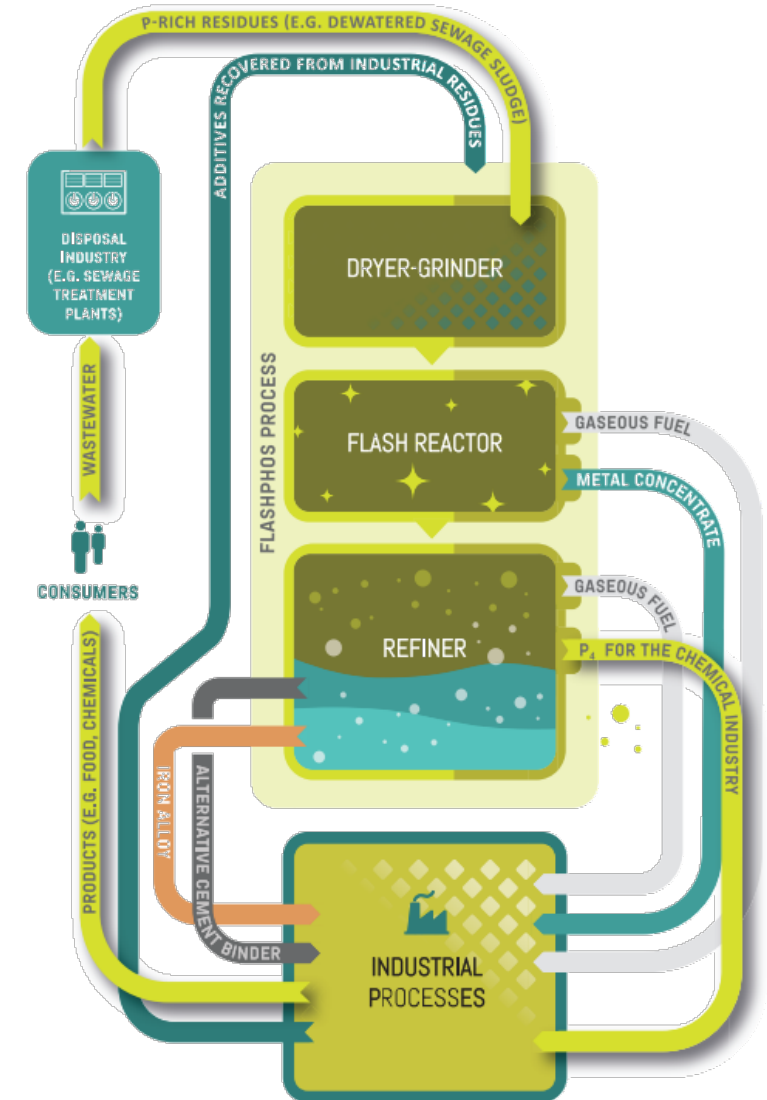 P-RICH RESIDUES (E.G. DEWATERED SEWAGE SLUDGE)
ADDITIVES RECOVERED FROM INDUSTRIAL RESIDUES
DISPOSAL
INDUSTRY
(E.G. SEWAGE
TREATMENT
PLANTS)
WASTEWATER
CONSUMERS
PRODUCTS (E.G. FOOD, CHEMICALS)
FLASHPHOS PROCESS
DRYER-GRINDER
FLASH REACTOR
GASEOUS FUEL
METAL CONCENTRATE
REFINER
GASEOUS FUEL
P₄ FOR THE CHEMICAL INDUSTRY
IRON ALLOY
ALTERNATIVE CEMENT BINDER
INDUSTRIAL
PROCESSES